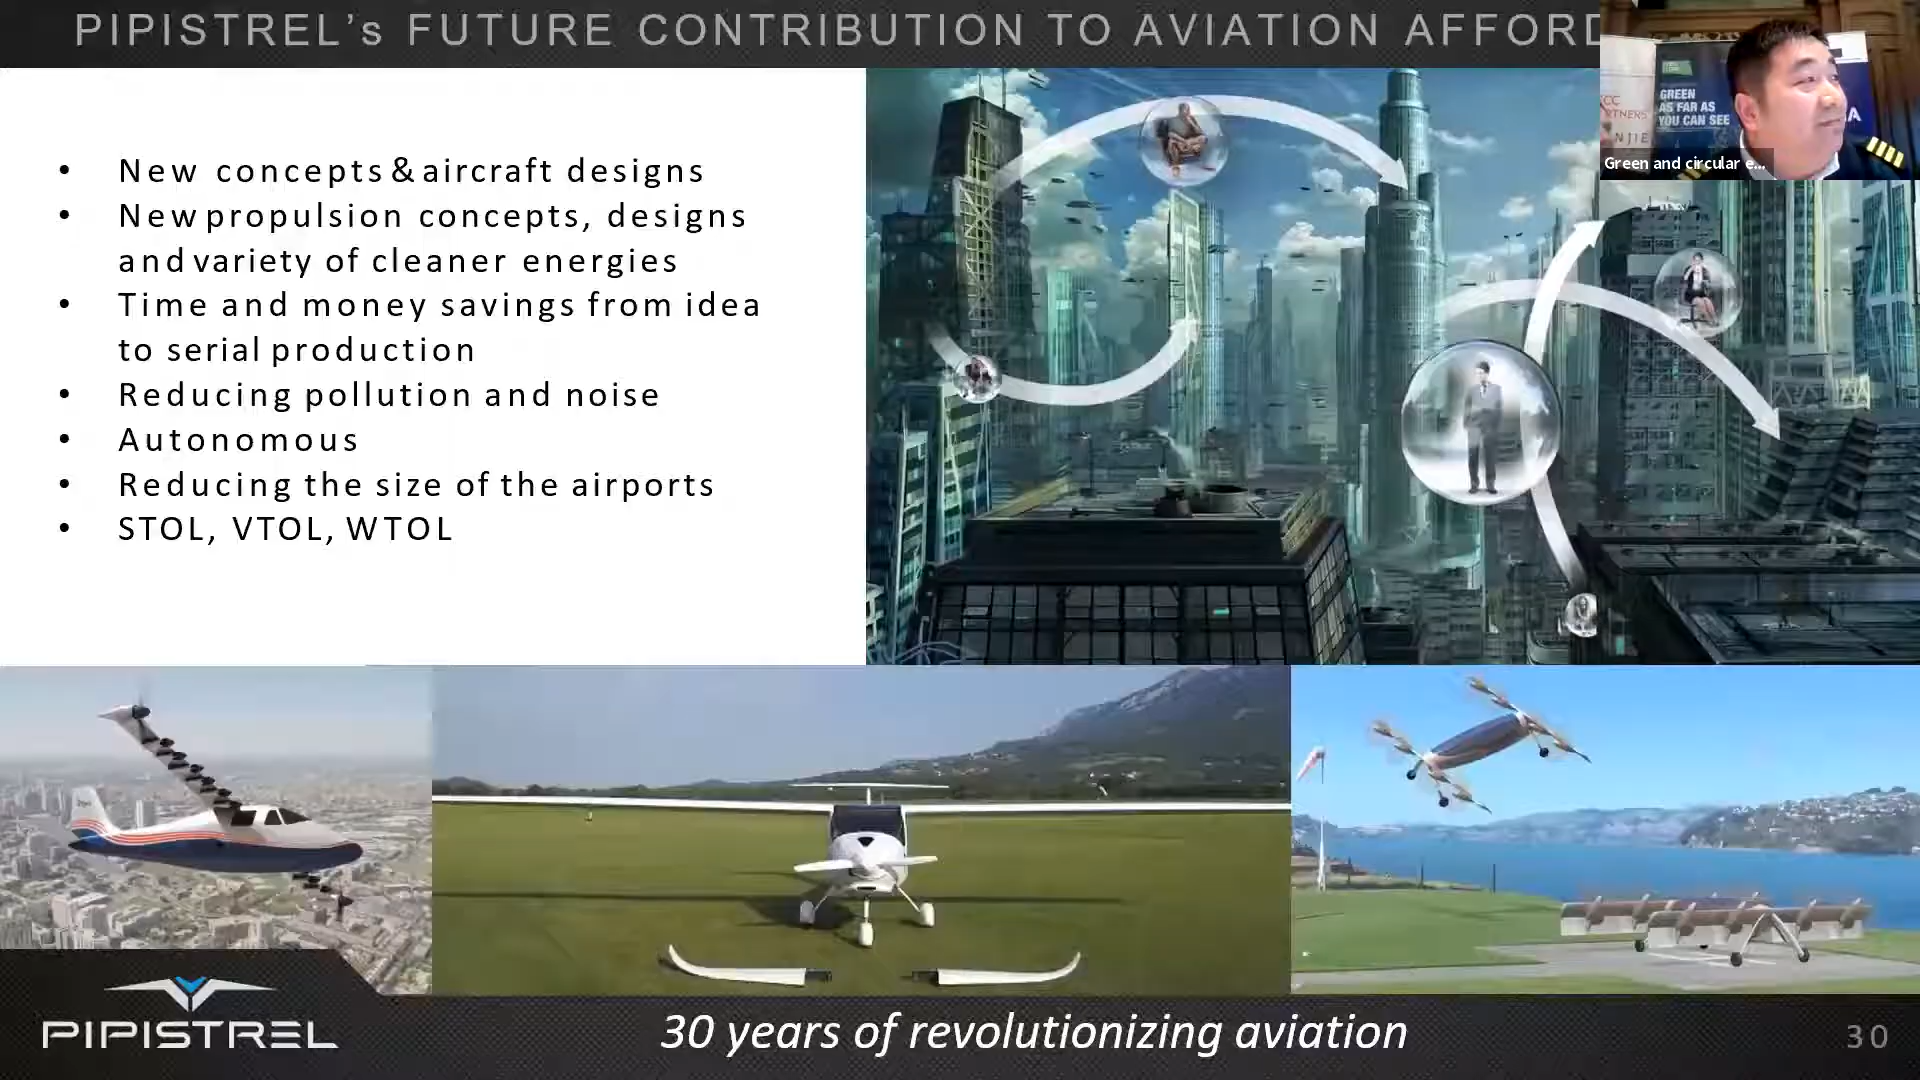 PIPISTREL's FUTURE CONTRIBUTION TO AVIATION AFFORD
GREEN
AS FAR AS
YOU CAN SEE
NJIE
Green and circular e...
• New concepts & aircraft designs
• New propulsion concepts, designs
and variety of cleaner energies
• Time and money savings from idea
to serial production
• Reducing pollution and noise
• Autonomous
• Reducing the size of the airports
• STOL, VTOL, WTOL
PIPISTREL
30 years of revolutionizing aviation
30